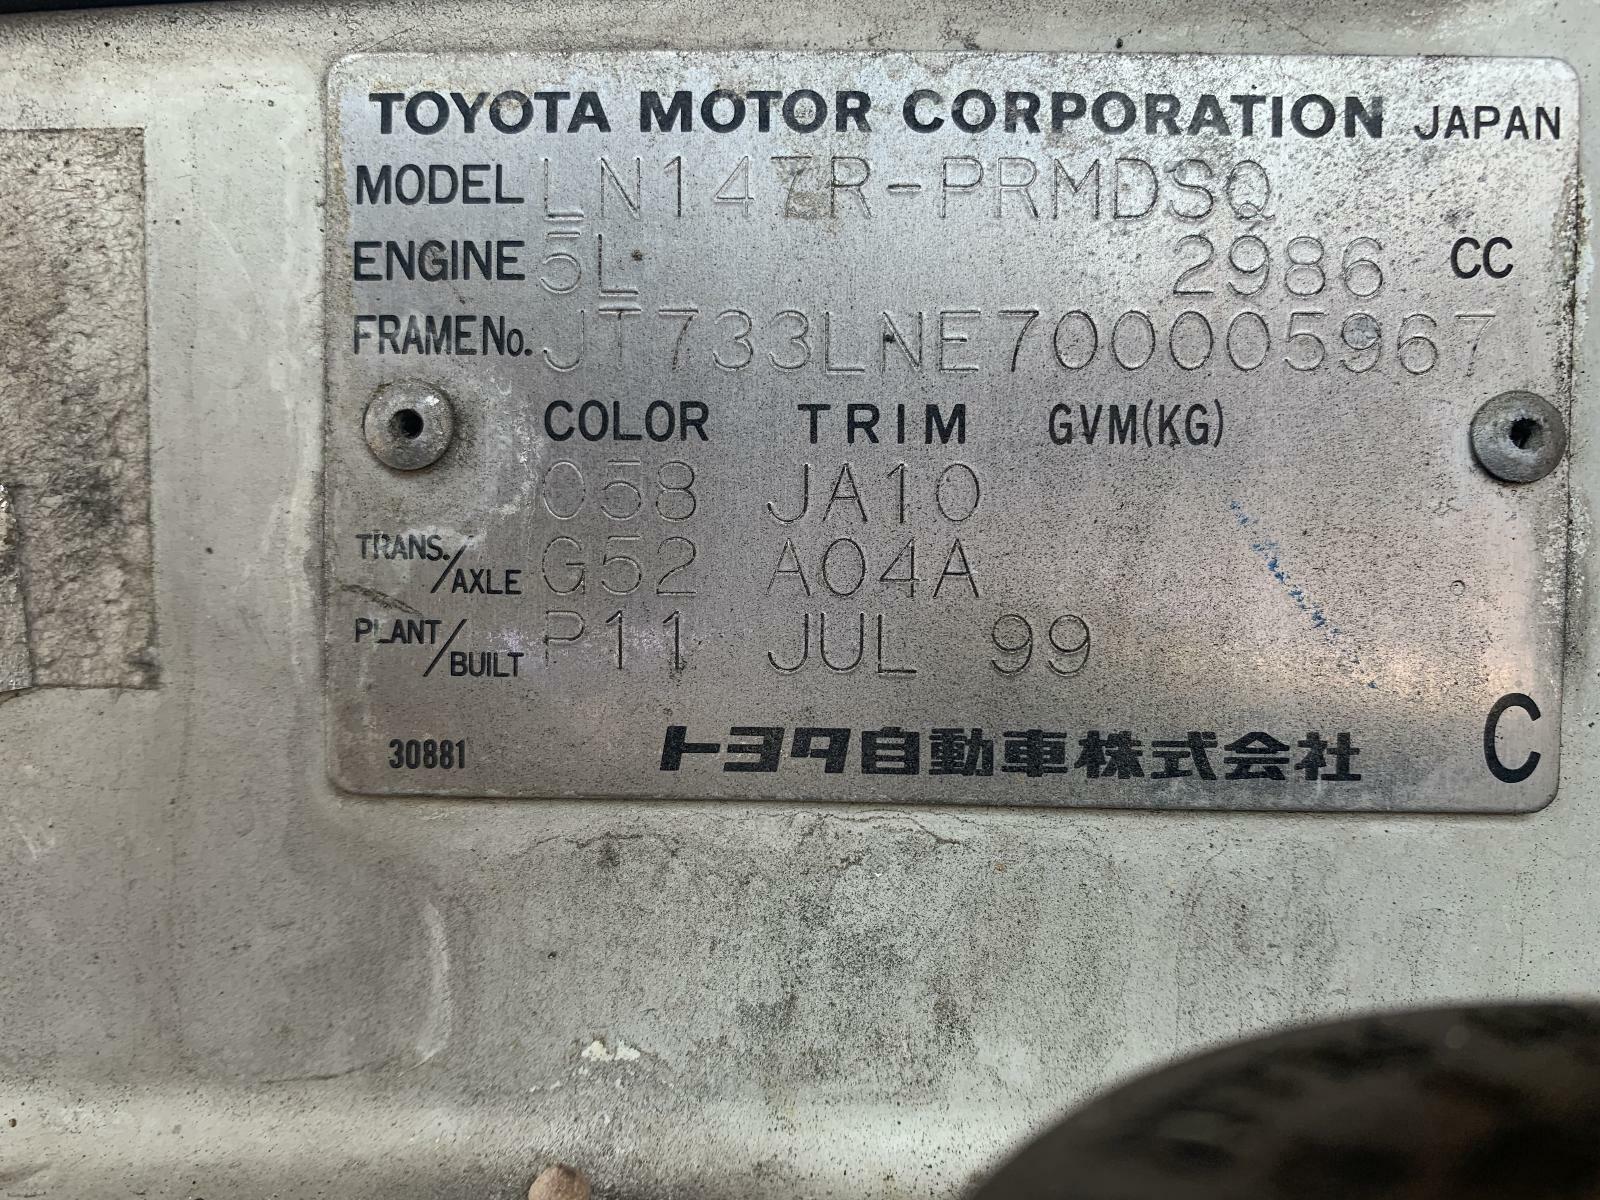 TOYOTA MOTOR CORPORATION JAPAN
MODEL LN147R-PRMDSQ
ENGINE 5L 2986 CC
FRAME No. JT733LNE700005967
COLOR TRIM GVM(KG)
058 JA10
TRANS./AXLE G52 A04A
PLANT/BUILT P11 JUL 99
30881 トヨタ自動車株式会社 C